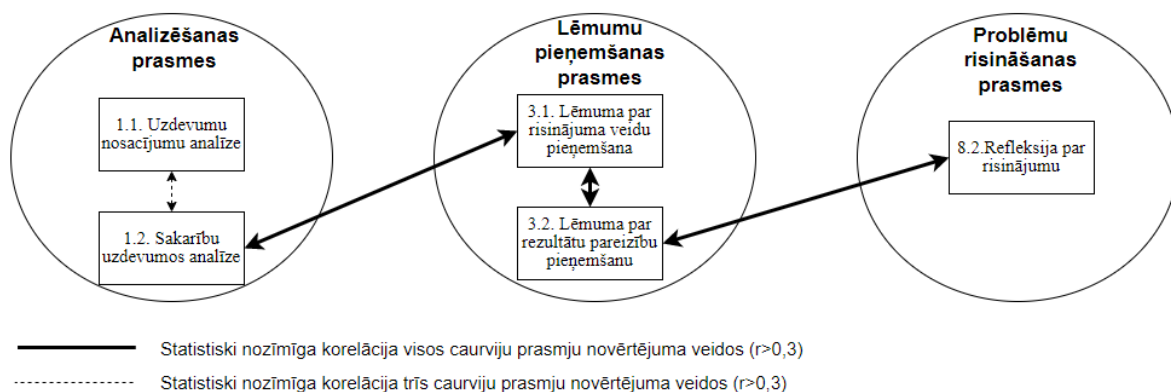 Analizēšanas
prasmes
1.1. Uzdevumu
nosacījumu analīze
1.2. Sakarību
uzdevumos analīze
Lēmumu
pieņemšanas
prasmes
3.1. Lēmuma par
risinājuma veidu
pieņemšana
3.2. Lēmuma par
rezultātu pareizību
pieņemšanu
Problēmu
risināšanas
prasmes
8.2.Refleksija par
risinājumu
Statistiski nozīmīga korelācija visos caurviju prasmju novērtējuma veidos (r>0,3)
Statistiski nozīmīga korelācija trīs caurviju prasmju novērtējuma veidos (r>0,3)